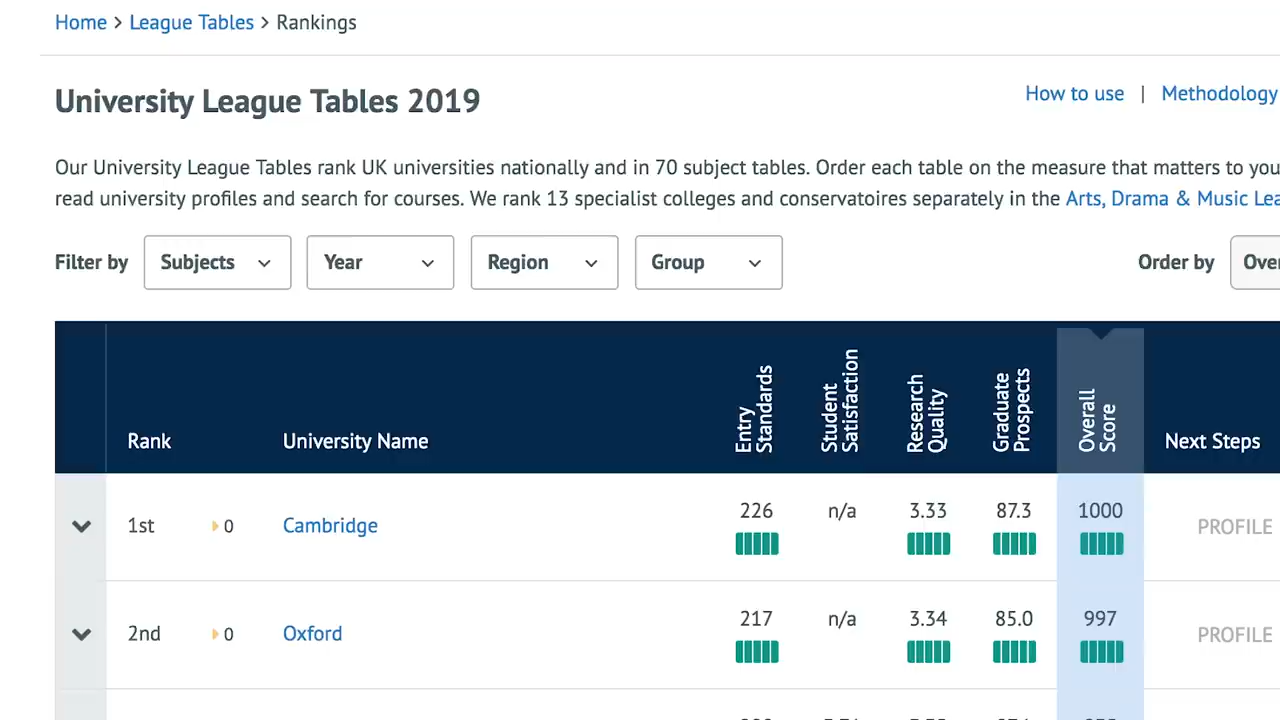 Home > League Tables > Rankings
University League Tables 2019
How to use | Methodology
Our University League Tables rank UK universities nationally and in 70 subject tables. Order each table on the measure that matters to you
read university profiles and search for courses. We rank 13 specialist colleges and conservatoires separately in the Arts, Drama & Music Lea
Filter by Subjects Year Region Group Order by Over
Rank University Name Entry Standards Student Satisfaction Research Quality Graduate Prospects Overall Score Next Steps
1st 0 Cambridge 226 n/a 3.33 87.3 1000 PROFILE
2nd 0 Oxford 217 n/a 3.34 85.0 997 PROFILE